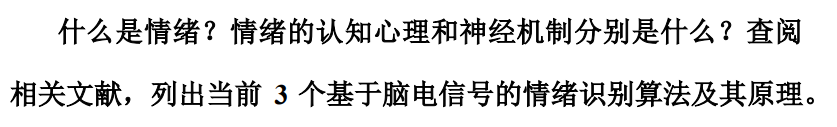 什么是情绪？情绪的认知心理和神经机制分别是什么？查阅
相关文献，列出当前 3 个基于脑电信号的情绪识别算法及其原理。